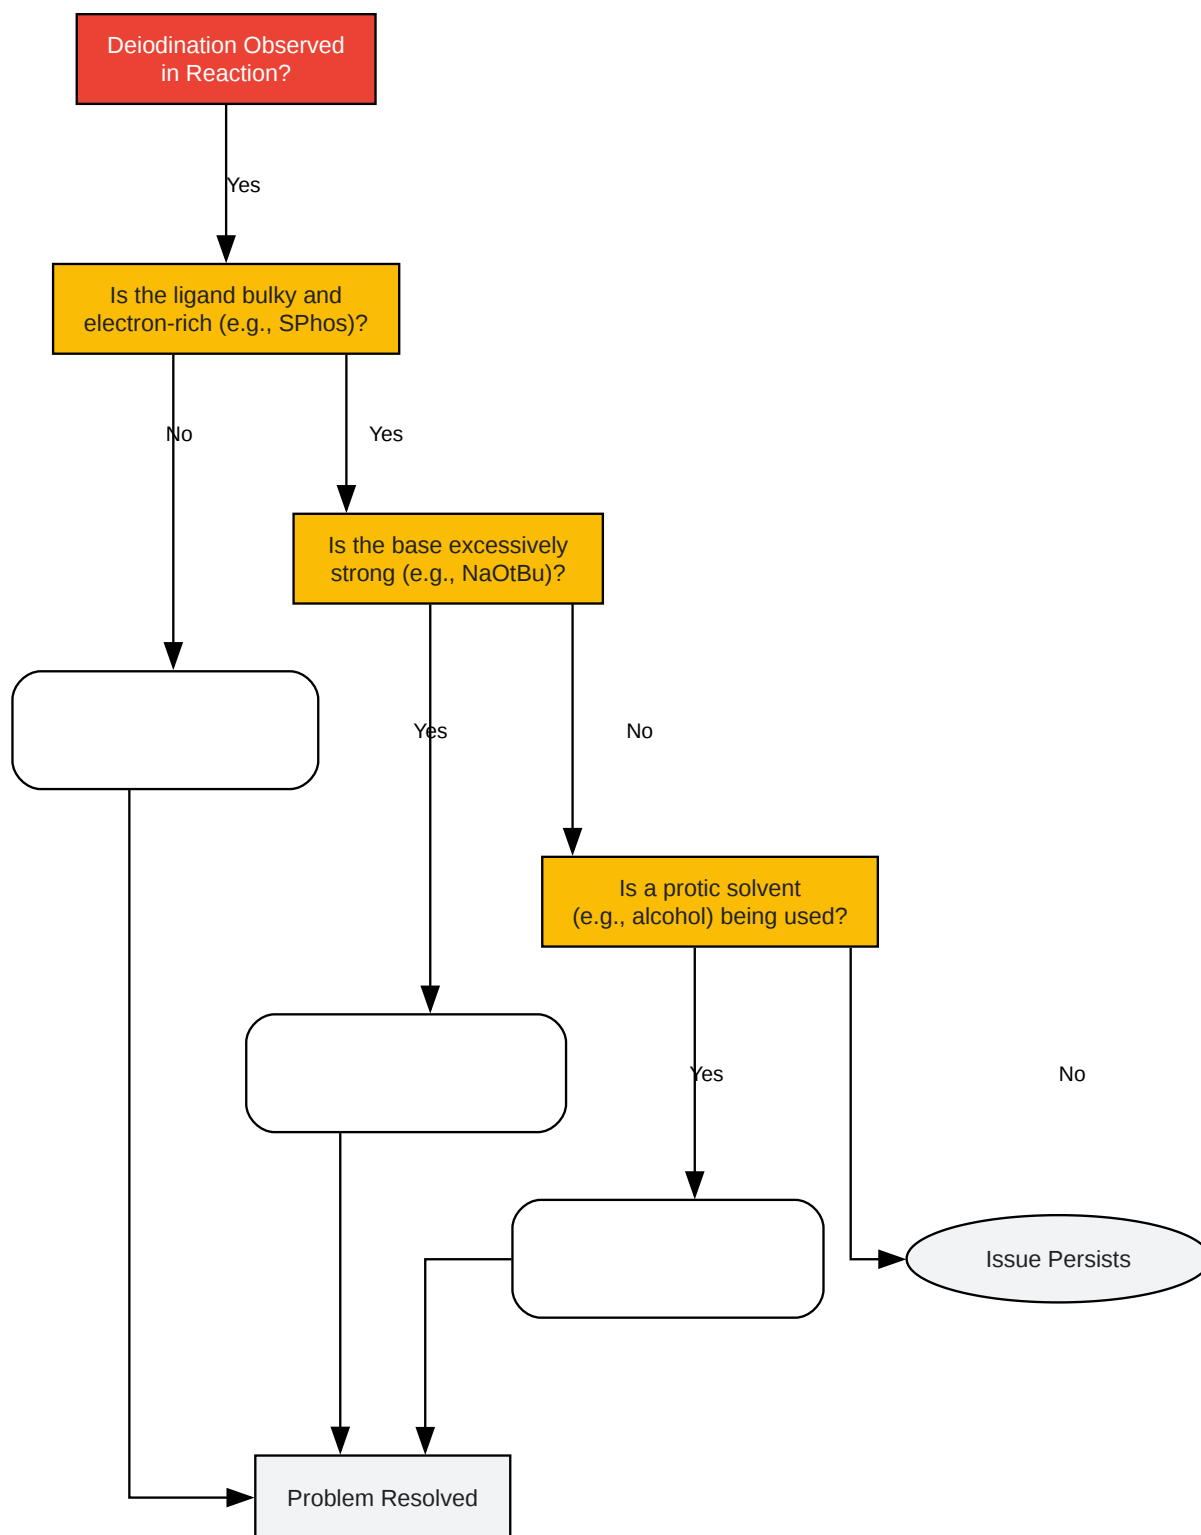 Deiodination Observed
in Reaction?
Yes
Is the ligand bulky and
electron-rich (e.g., SPhos)?
No
Yes
Is the base excessively
strong (e.g., NaOtBu)?
Yes
No
Is a protic solvent
(e.g., alcohol) being used?
Yes
No
Issue Persists
Problem Resolved